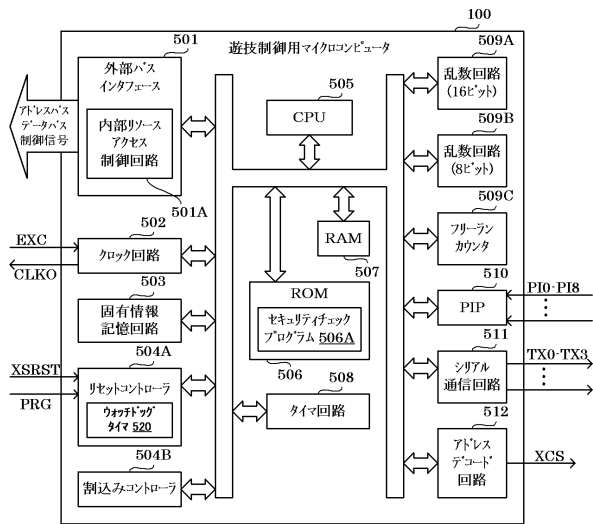 100
遊技制御用マイクロコンピュータ
501
外部バス
インタフェース
アドレスバス
データバス
制御信号
内部リソース
アクセス
制御回路
501A
505
CPU
509A
乱数回路
(16ビット)
509B
乱数回路
(8ビット)
502
EXC
CLKO
クロック回路
RAM
507
509C
フリーラン
カウンタ
503
固有情報
記憶回路
ROM
セキュリティチェック
プログラム 506A
506
510
PIP
PI0-PI8
504A
XSRST
PRG
リセットコントローラ
ウォッチドッグ
タイマ 520
508
タイマ回路
511
シリアル
通信回路
TX0-TX3
504B
割込みコントローラ
512
アドレス
デコード
回路
XCS